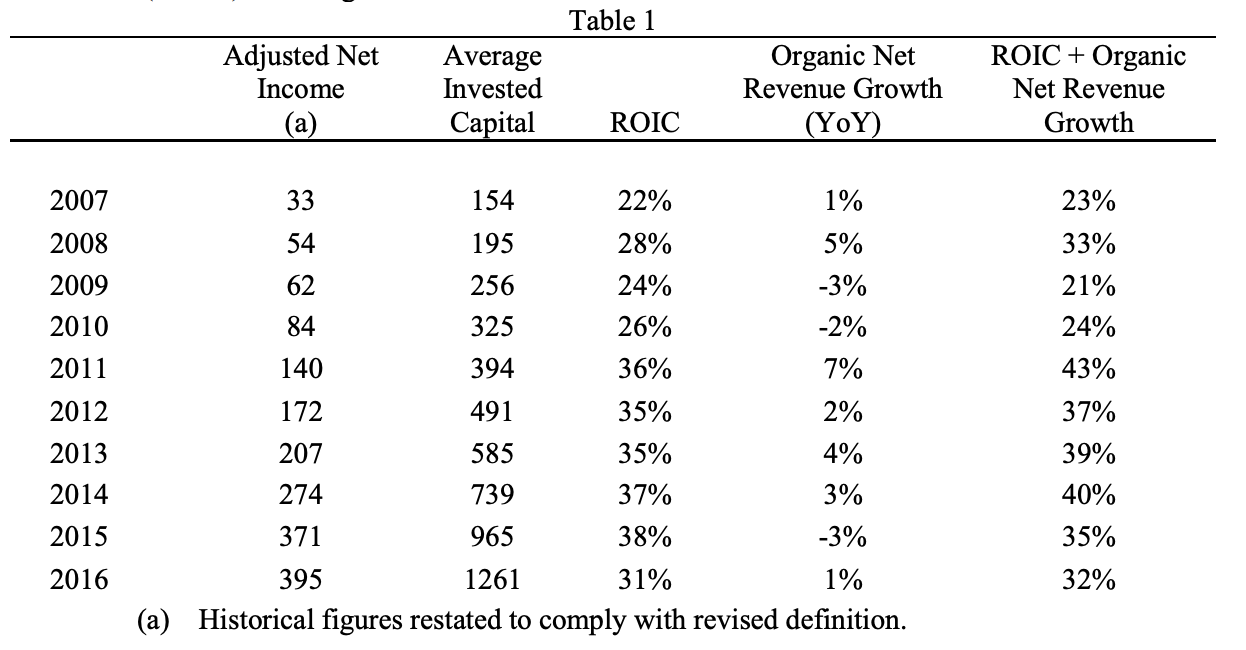 Table 1
Adjusted Net Average Organic Net ROIC + Organic
Income Invested Revenue Growth Net Revenue
(a) Capital ROIC (YoY) Growth
2007 33 154 22% 1% 23%
2008 54 195 28% 5% 33%
2009 62 256 24% -3% 21%
2010 84 325 26% -2% 24%
2011 140 394 36% 7% 43%
2012 172 491 35% 2% 37%
2013 207 585 35% 4% 39%
2014 274 739 37% 3% 40%
2015 371 965 38% -3% 35%
2016 395 1261 31% 1% 32%
(a) Historical figures restated to comply with revised definition.